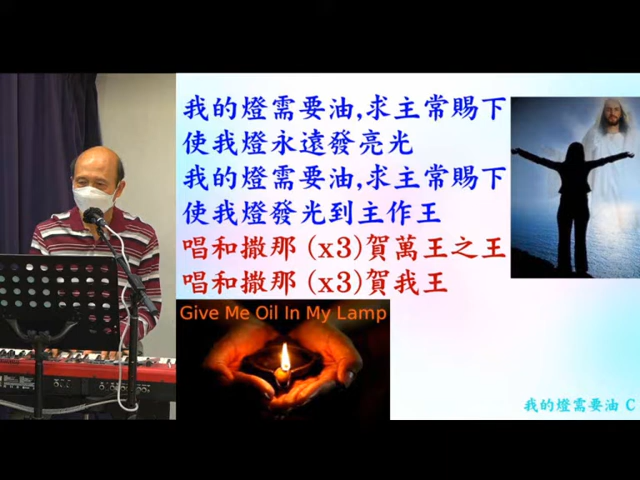 我的燈需要油,求主常賜下
使我燈永遠發亮光
我的燈需要油,求主常賜下
使我燈發光到主作王
唱和撒那 (x3)賀萬王之王
唱和撒那 (x3)賀我王
Give Me Oil In My Lamp
我的燈需要油 C